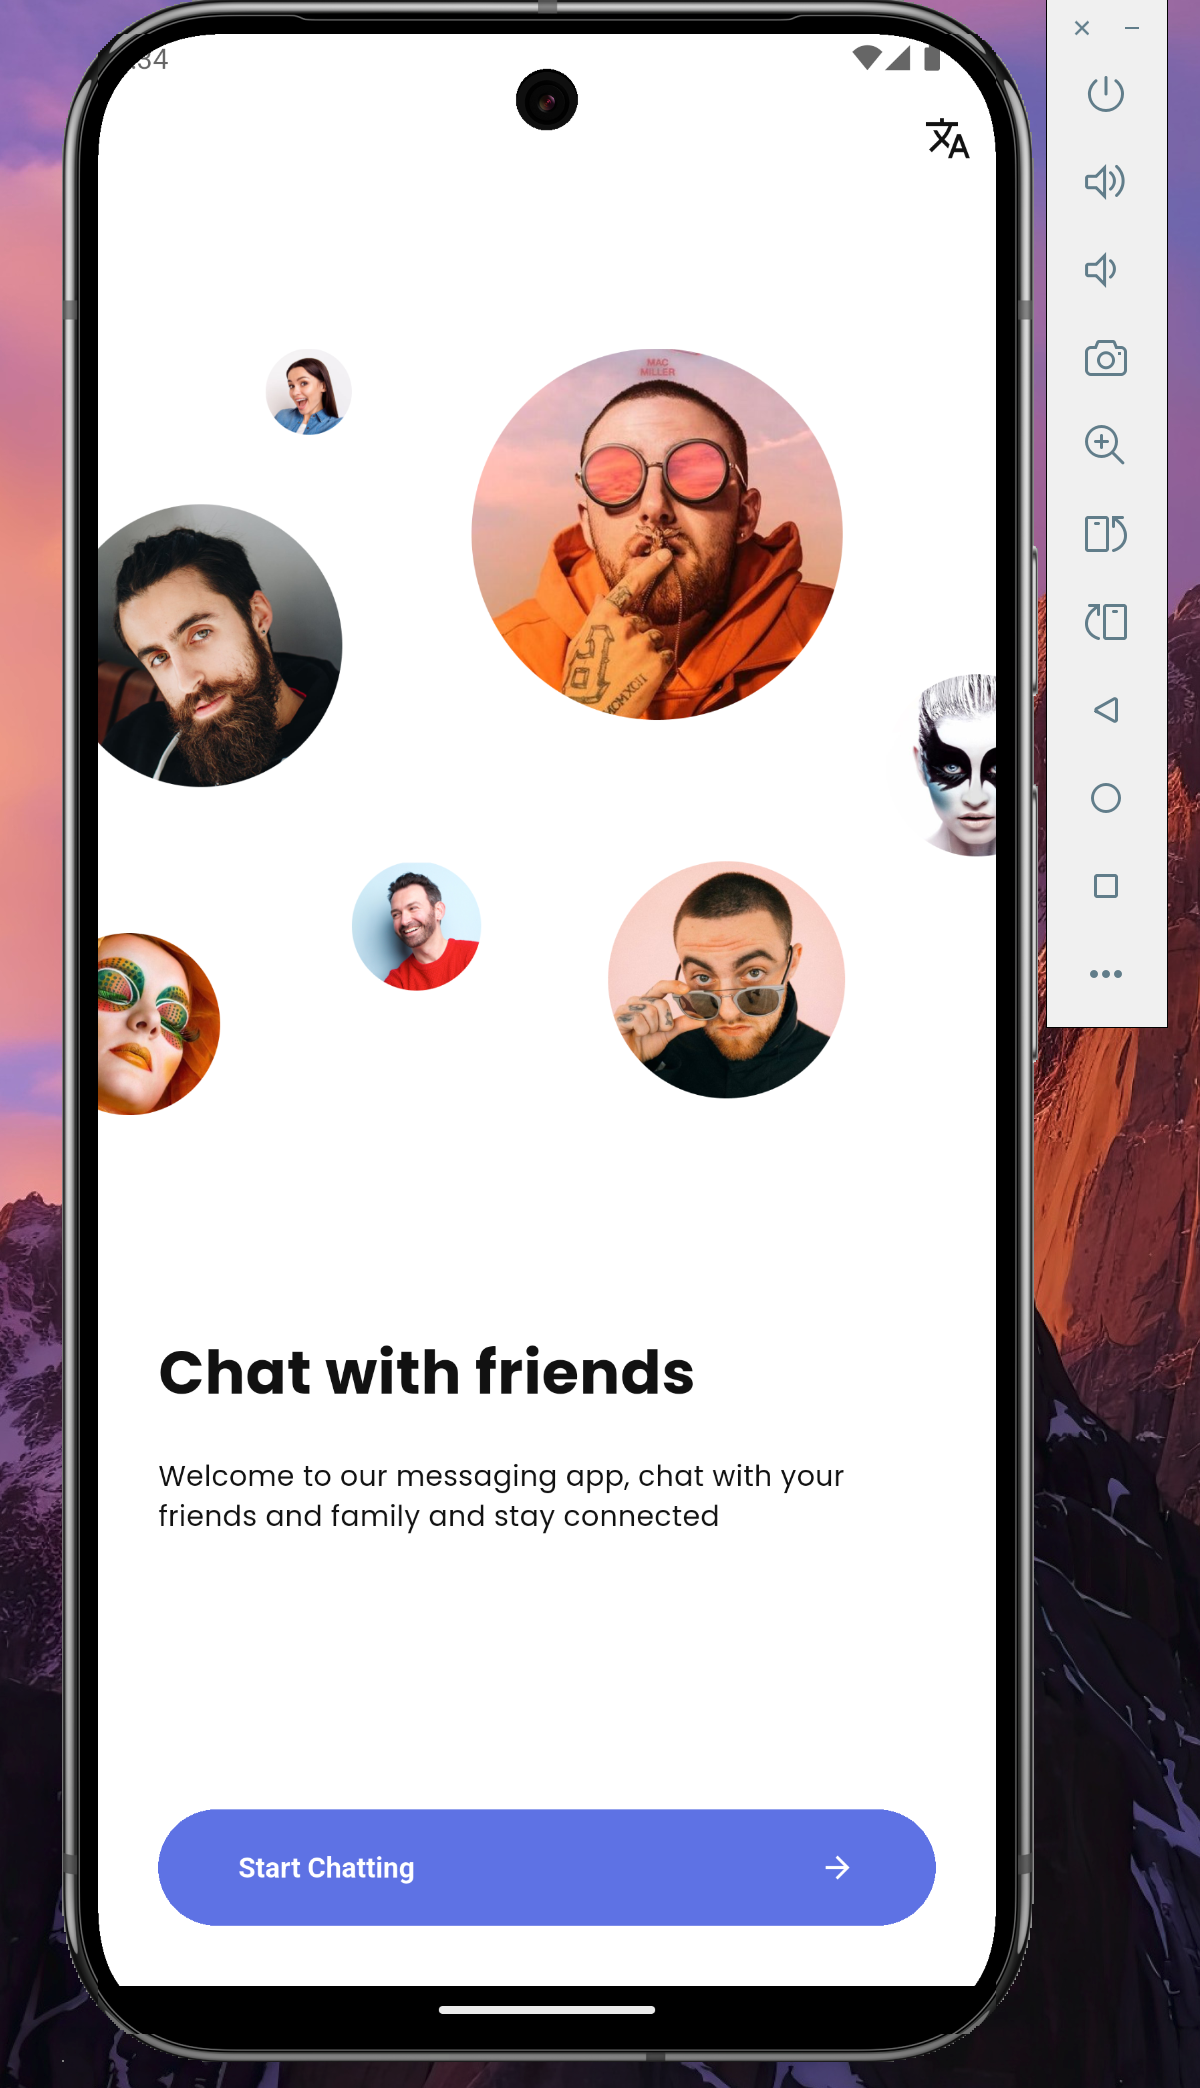 :34
MAC
MILLER
MCMXCII
Chat with friends
Welcome to our messaging app, chat with your
friends and family and stay connected
Start Chatting